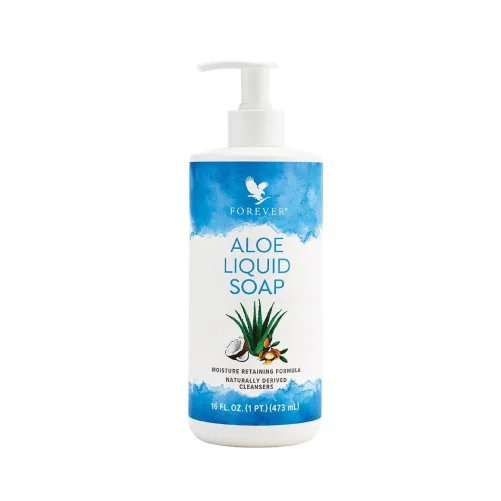 FOREVER®
ALOE
LIQUID
SOAP
MOISTURE RETAINING FORMULA
NATURALLY DERIVED
CLEANSERS
16 FL. OZ. (1 PT.) (473 mL)